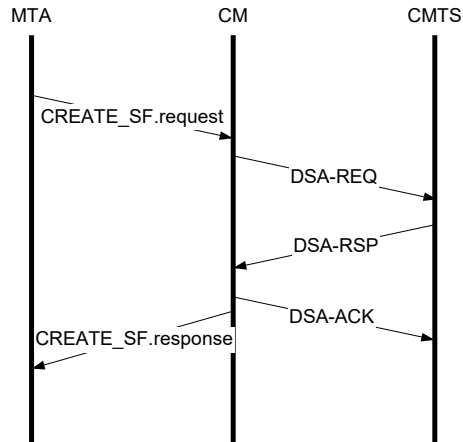 MTA CM CMTS
CREATE_SF.request
DSA-REQ
DSA-RSP
DSA-ACK
CREATE_SF.response